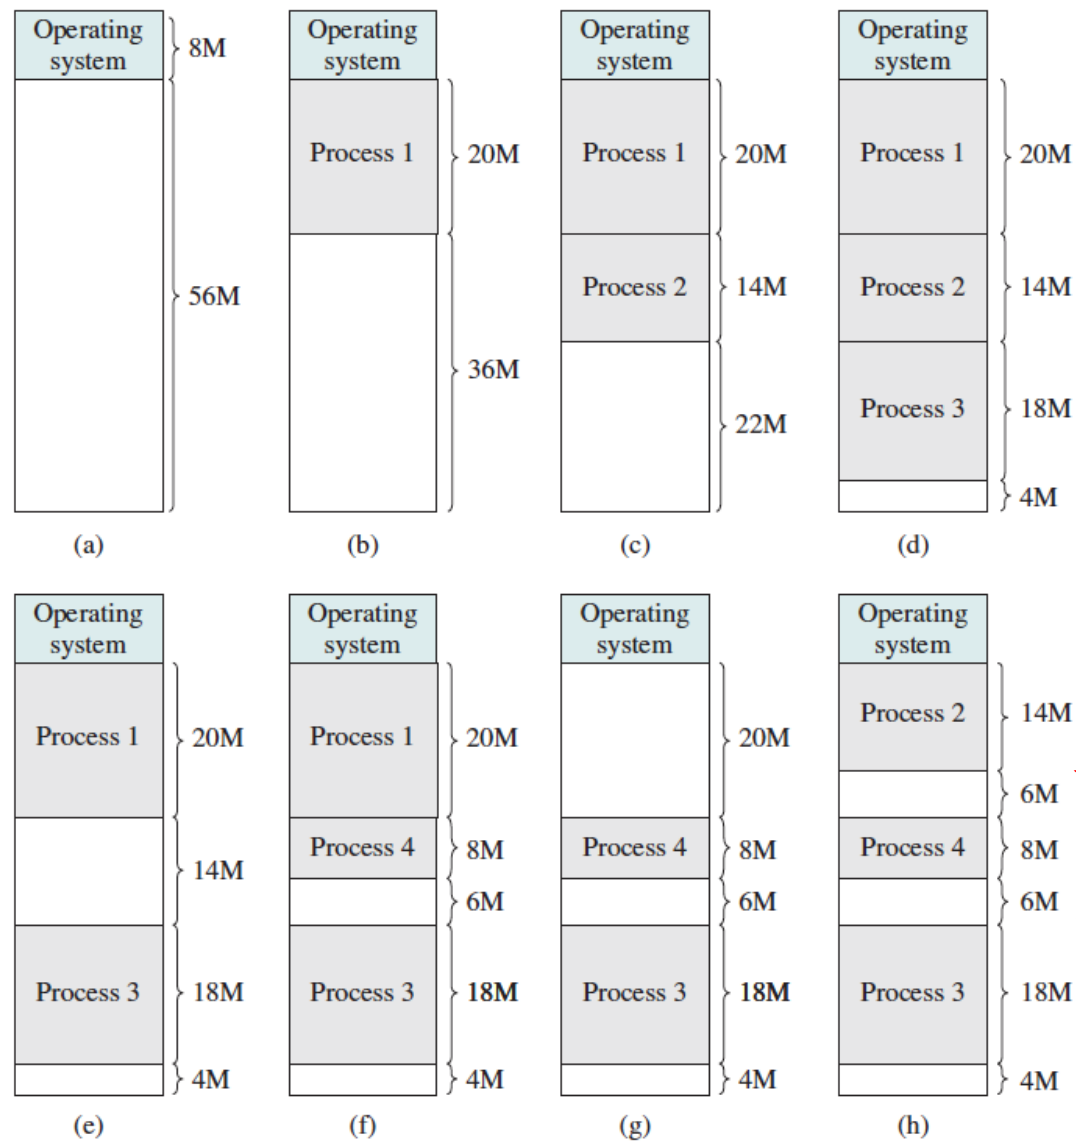 Operating
system
8M
56M
(a)
Operating
system
Process 1
20M
36M
(b)
Operating
system
Process 1
20M
Process 2
14M
22M
(c)
Operating
system
Process 1
20M
Process 2
14M
Process 3
18M
4M
(d)
Operating
system
Process 1
20M
14M
Process 3
18M
4M
(e)
Operating
system
Process 1
20M
Process 4
8M
6M
Process 3
18M
4M
(f)
Operating
system
20M
Process 4
8M
6M
Process 3
18M
4M
(g)
Operating
system
Process 2
14M
6M
Process 4
8M
6M
Process 3
18M
4M
(h)